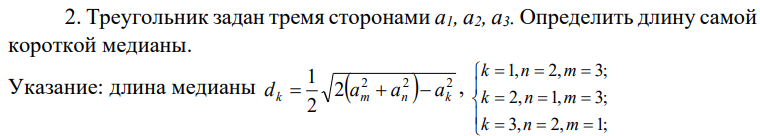 2. Треугольник задан тремя сторонами a₁, a₂, a₃. Определить длину самой
короткой медианы.
Указание: длина медианы dₖ = 1/2 √(2(aₘ² + aₙ²) − aₖ²) , { k = 1, n = 2, m = 3;
k = 2, n = 1, m = 3;
k = 3, n = 2, m = 1;